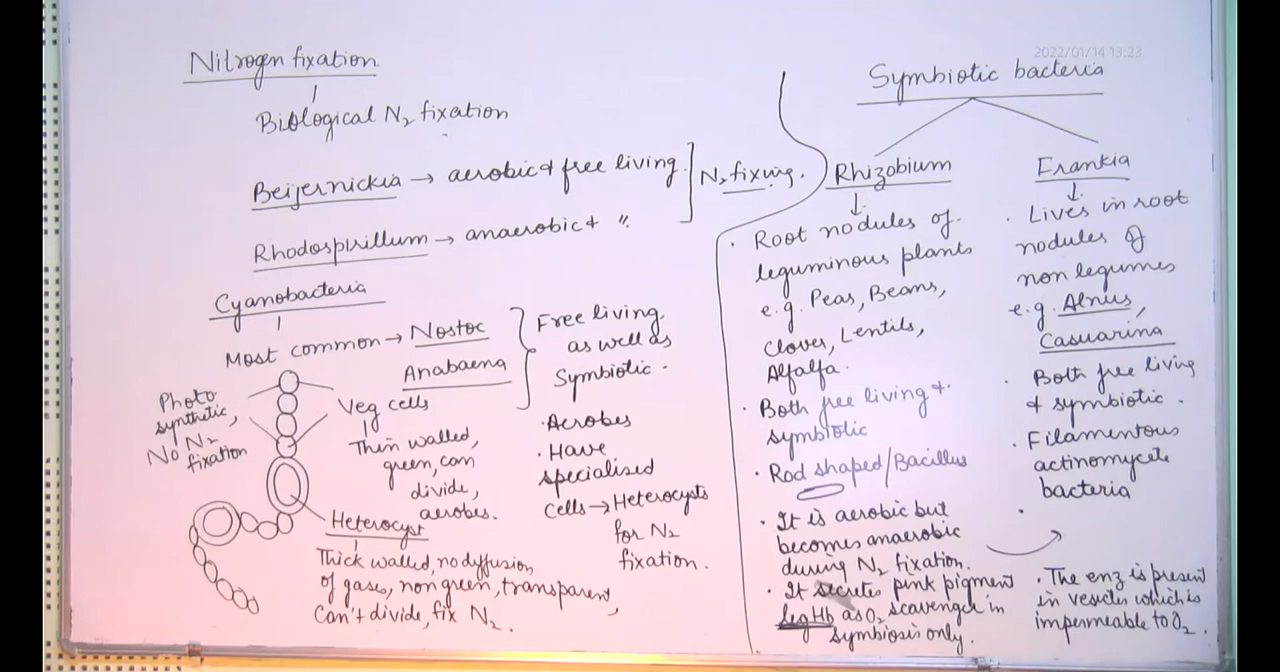 2022/01/14 13:23
Nitrogen fixation
Biological N₂ fixation
Beijernickia → aerobic & free living
Rhodospirillum → anaerobic & "
N₂ fixing.
Cyanobacteria
Most common → Nostoc
Anabaena
Free living
as well as
Symbiotic.
Photo
synthetic,
No N₂
fixation
Veg cells
Thin walled,
green, can
divide,
aerobes.
Heterocyst
Thick walled, no diffusion
of gases, non green, transparent,
Can't divide, fix N₂.
· Aerobes
· Have
specialised
cells → Heterocysts
for N₂
fixation.
Symbiotic bacteria
Rhizobium
· Root nodules of
leguminous plants
e.g. Peas, Beans,
Clover, Lentils,
Alfalfa.
· Both free living &
symbiotic
· Rod shaped/Bacillus
· It is aerobic but
becomes anaerobic
during N₂ fixation.
· It secretes pink pigment
leg Hb as O₂ scavenger in
symbiosis only.
Frankia
· Lives in root
nodules of
non legumes
e.g. Alnus,
Casuarina
· Both free living
& symbiotic.
· Filamentous
actinomycete
bacteria
· The enz is present
in vesicles which is
impermeable to O₂.